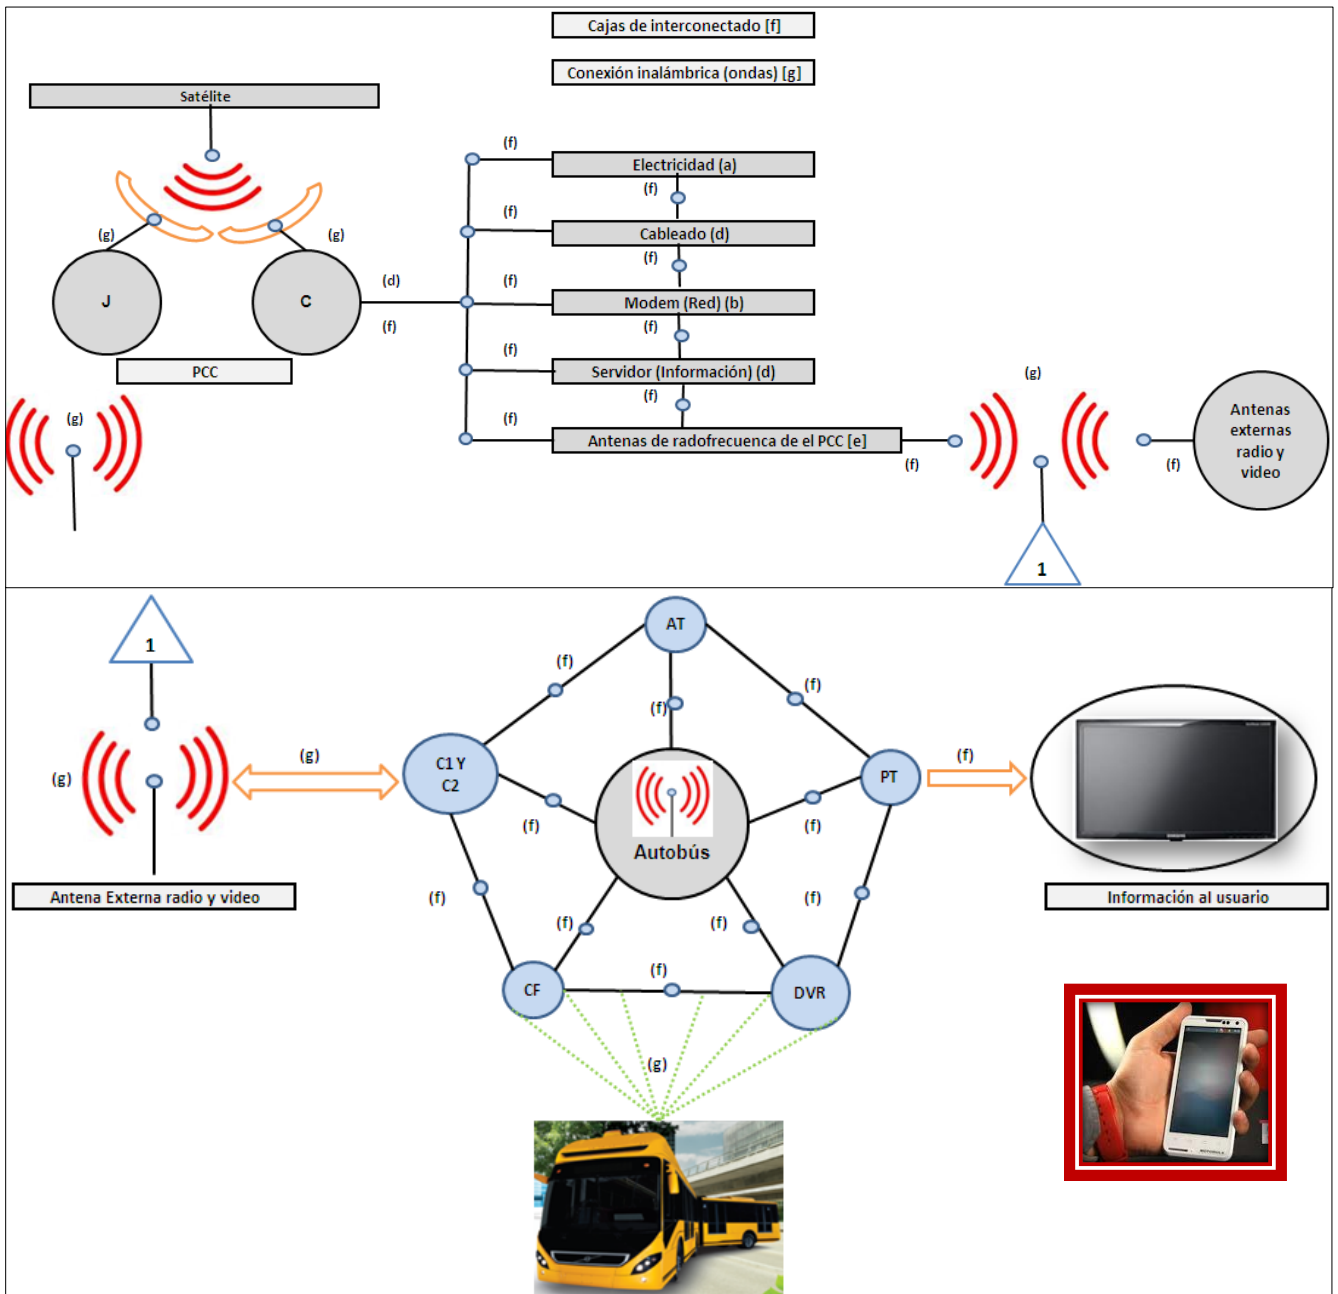 Cajas de interconectado [f]
Conexión inalámbrica (ondas) [g]
Satélite
(f)
Electricidad (a)
(f)
(f)
(g)
(g)
Cableado (d)
(f)
J
C
(d)
(f)
(f)
Modem (Red) (b)
(f)
PCC
(f)
Servidor (Información) (d)
(f)
(g)
(g)
(f)
Antenas de radofrecuenca de el PCC [e]
(f)
(f)
Antenas
externas
radio y
video
1
1
AT
(f)
(f)
(f)
(g)
(g)
C1 Y
C2
PT
(f)
(f)
(f)
Autobús
Antena Externa radio y video
(f)
(f)
(f)
(f)
Información al usuario
CF
(f)
DVR
(g)
MOTOROLA